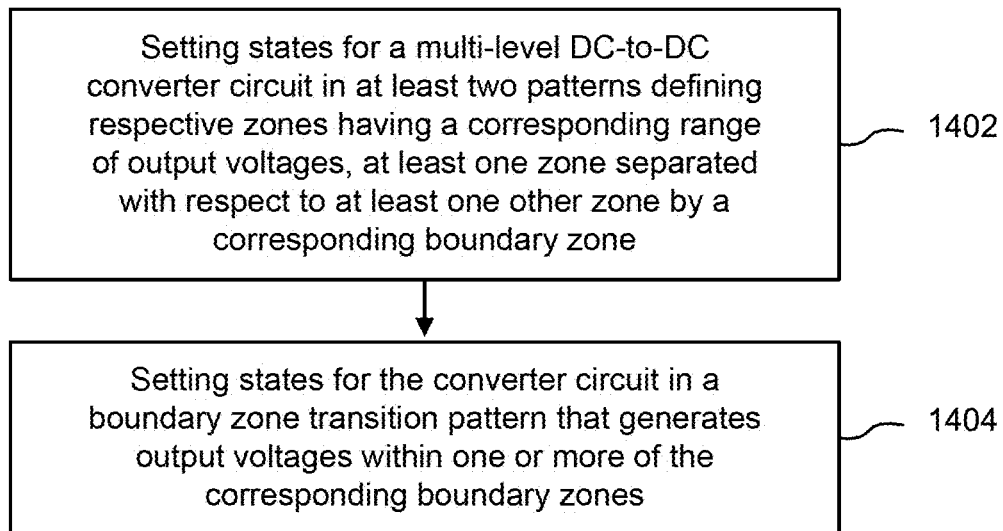 Setting states for a multi-level DC-to-DC
converter circuit in at least two patterns defining
respective zones having a corresponding range
of output voltages, at least one zone separated
with respect to at least one other zone by a
corresponding boundary zone
1402
Setting states for the converter circuit in a
boundary zone transition pattern that generates
output voltages within one or more of the
corresponding boundary zones
1404